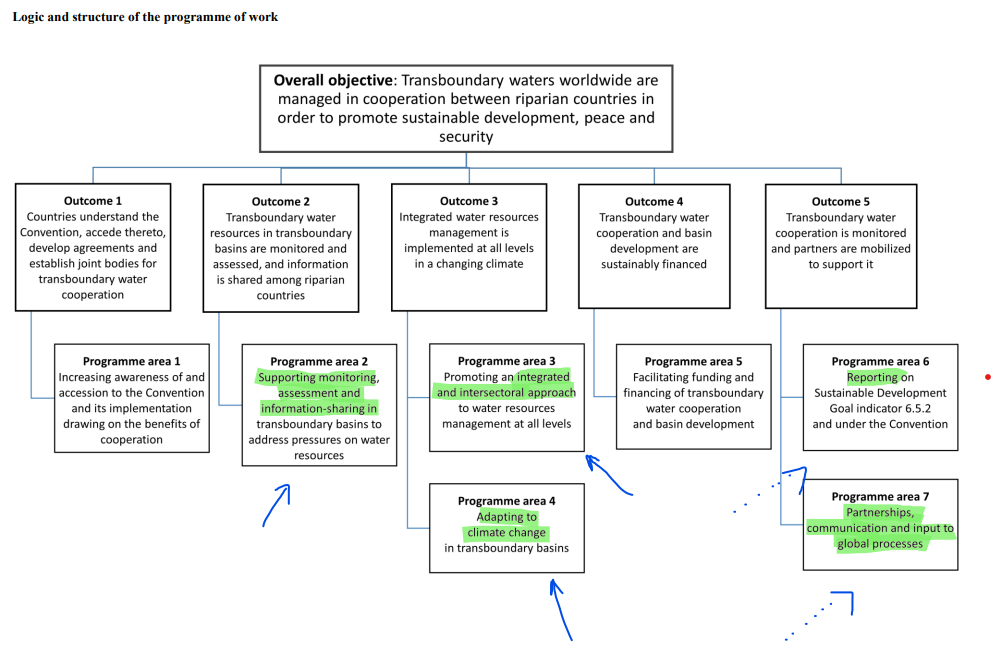 Logic and structure of the programme of work
Overall objective: Transboundary waters worldwide are
managed in cooperation between riparian countries in
order to promote sustainable development, peace and
security
Outcome 1
Countries understand the
Convention, accede thereto,
develop agreements and
establish joint bodies for
transboundary water
cooperation
Outcome 2
Transboundary water
resources in transboundary
basins are monitored and
assessed, and information
is shared among riparian
countries
Outcome 3
Integrated water resources
management is
implemented at all levels
in a changing climate
Outcome 4
Transboundary water
cooperation and basin
development are
sustainably financed
Outcome 5
Transboundary water
cooperation is monitored
and partners are mobilized
to support it
Programme area 1
Increasing awareness of and
accession to the Convention
and its implementation
drawing on the benefits of
cooperation
Programme area 2
Supporting monitoring,
assessment and
information-sharing in
transboundary basins to
address pressures on water
resources
Programme area 3
Promoting an integrated
and intersectoral approach
to water resources
management at all levels
Programme area 4
Adapting to
climate change
in transboundary basins
Programme area 5
Facilitating funding and
financing of transboundary
water cooperation
and basin development
Programme area 6
Reporting on
Sustainable Development
Goal indicator 6.5.2
and under the Convention
Programme area 7
Partnerships,
communication and input to
global processes